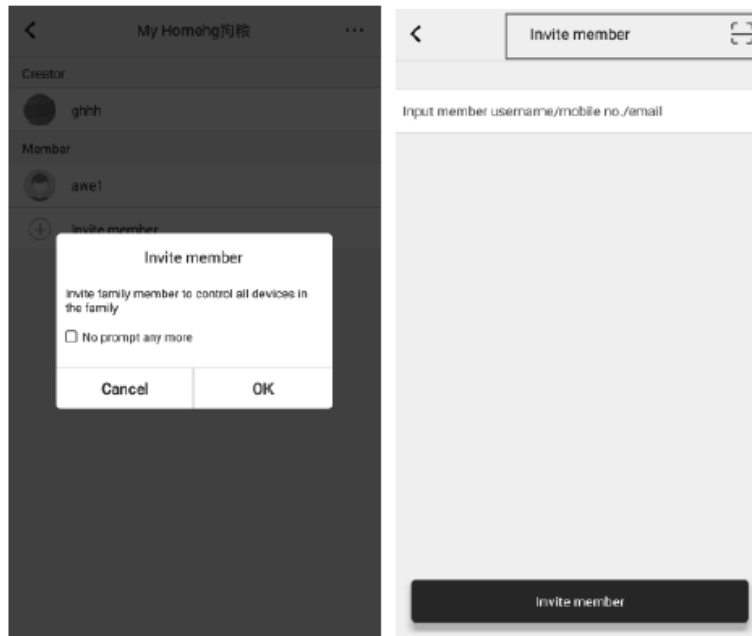 My Homehg狗鞍
...
Creator
ghhh
Member
awe1
Invite member
Invite member
Invite family member to control all devices in
the family
No prompt any more
Cancel OK
Invite member
Input member username/mobile no./email
Invite member